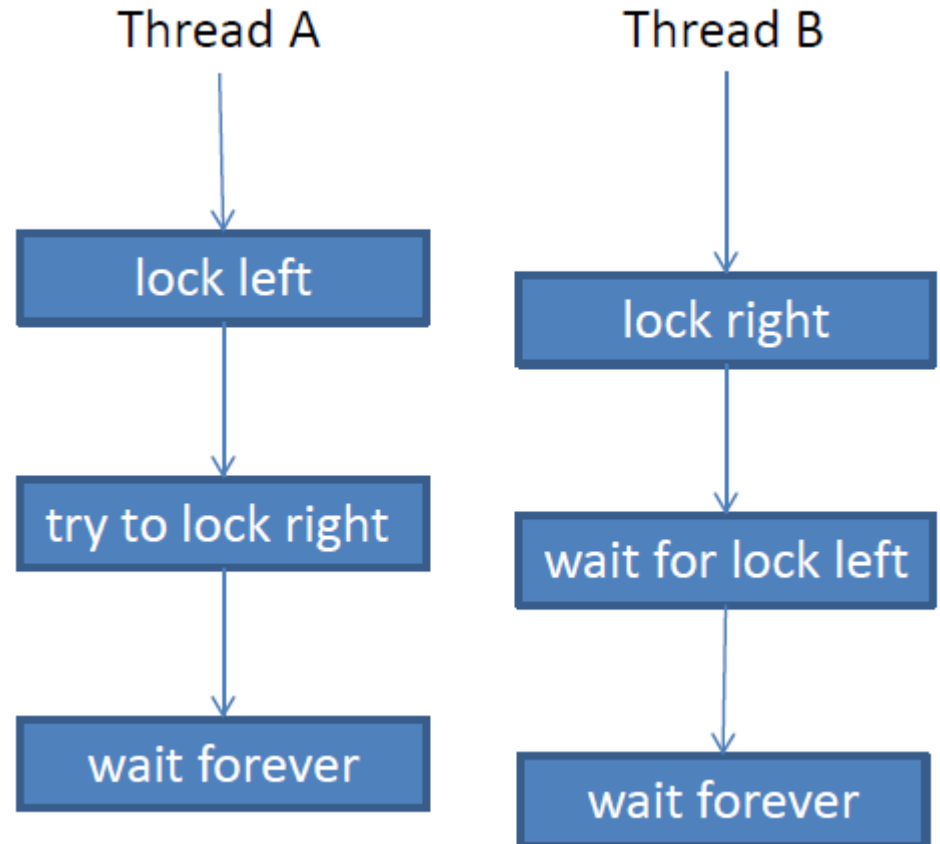 Thread A
Thread B
lock left
lock right
try to lock right
wait for lock left
wait forever
wait forever